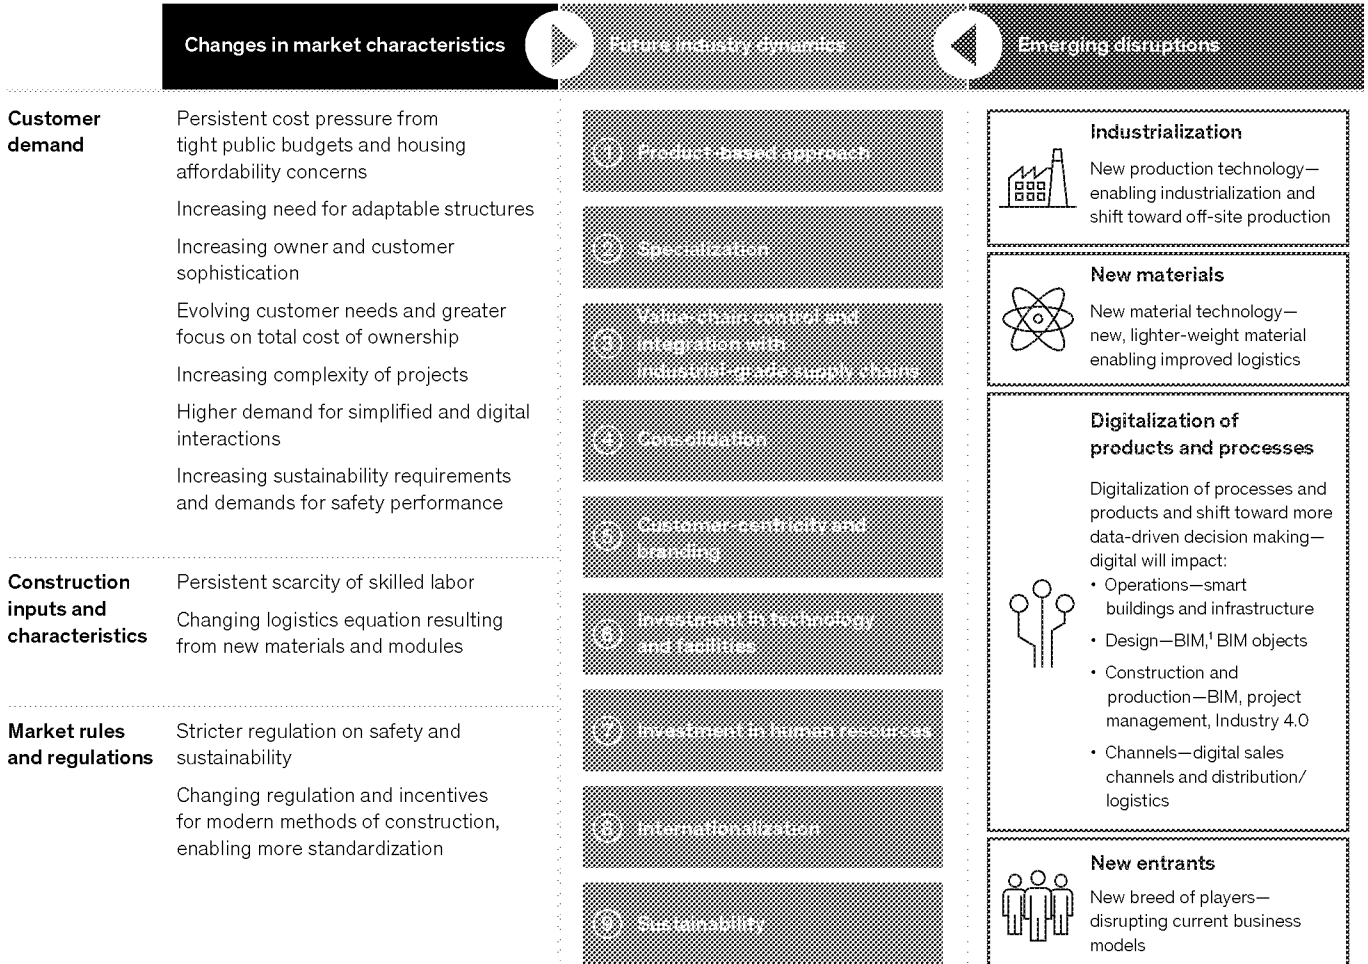 Changes in market characteristics
Future industry dynamics
Emerging disruptions
Customer
demand
Persistent cost pressure from
tight public budgets and housing
affordability concerns
Increasing need for adaptable structures
Increasing owner and customer
sophistication
Evolving customer needs and greater
focus on total cost of ownership
Increasing complexity of projects
Higher demand for simplified and digital
interactions
Increasing sustainability requirements
and demands for safety performance
Construction
inputs and
characteristics
Persistent scarcity of skilled labor
Changing logistics equation resulting
from new materials and modules
Market rules
and regulations
Stricter regulation on safety and
sustainability
Changing regulation and incentives
for modern methods of construction,
enabling more standardization
1 Product-based approach
2 Specialization
3 Value-chain control and
integration with
industrial-grade supply chains
4 Consolidation
5 Customer-centricity and
branding
6 Investment in technology
and facilities
7 Investment in human resources
8 Internationalization
9 Sustainability
Industrialization
New production technology—
enabling industrialization and
shift toward off-site production
New materials
New material technology—
new, lighter-weight material
enabling improved logistics
Digitalization of
products and processes
Digitalization of processes and
products and shift toward more
data-driven decision making—
digital will impact:
• Operations—smart
buildings and infrastructure
• Design—BIM,¹ BIM objects
• Construction and
production—BIM, project
management, Industry 4.0
• Channels—digital sales
channels and distribution/
logistics
New entrants
New breed of players—
disrupting current business
models